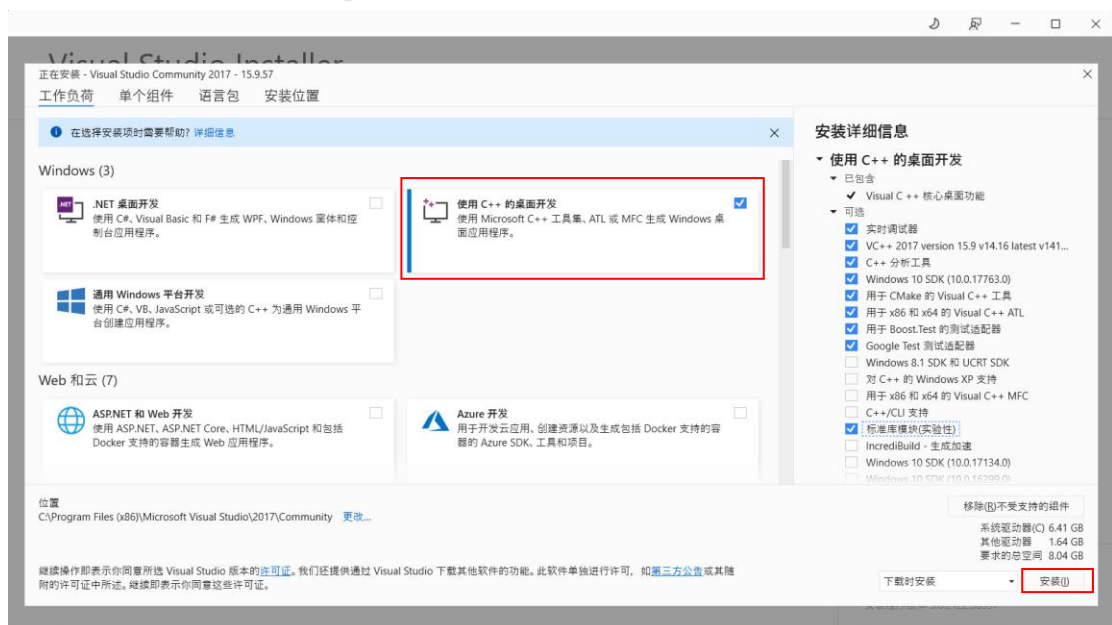 Visual Studio Installer
正在安装 - Visual Studio Community 2017 - 15.9.57
工作负荷 单个组件 语言包 安装位置
在选择安装项时需要帮助? 详细信息
Windows (3)
.NET 桌面开发
使用 C#、Visual Basic 和 F# 生成 WPF、Windows 窗体和控
制台应用程序。
使用 C++ 的桌面开发
使用 Microsoft C++ 工具集、ATL 或 MFC 生成 Windows 桌
面应用程序。
通用 Windows 平台开发
使用 C#、VB、JavaScript 或可选的 C++ 为通用 Windows 平
台创建应用程序。
Web 和云 (7)
ASP.NET 和 Web 开发
使用 ASP.NET、ASP.NET Core、HTML/JavaScript 和包括
Docker 支持的容器生成 Web 应用程序。
Azure 开发
用于开发云应用、创建资源以及生成包括 Docker 支持的容
器的 Azure SDK、工具和项目。
安装详细信息
使用 C++ 的桌面开发
已包含
Visual C ++ 核心桌面功能
可选
实时调试器
VC++ 2017 version 15.9 v14.16 latest v141...
C++ 分析工具
Windows 10 SDK (10.0.17763.0)
用于 CMake 的 Visual C++ 工具
用于 x86 和 x64 的 Visual C++ ATL
用于 Boost.Test 的测试适配器
Google Test 测试适配器
Windows 8.1 SDK 和 UCRT SDK
对 C++ 的 Windows XP 支持
用于 x86 和 x64 的 Visual C++ MFC
C++/CLI 支持
标准库模块(实验性)
IncrediBuild - 生成加速
Windows 10 SDK (10.0.17134.0)
Windows 10 SDK (10.0.16299.0)
位置
C:\Program Files (x86)\Microsoft Visual Studio\2017\Community 更改...
移除(R)不受支持的组件
系统驱动器(C) 6.41 GB
其他驱动器 1.64 GB
要求的总空间 8.04 GB
继续操作即表示你同意所选 Visual Studio 版本的许可证。我们还提供通过 Visual Studio 下载其他软件的功能。此软件单独进行许可，如第三方公告或其随
附的许可证中所述。继续即表示你同意这些许可证。
下载时安装
安装(I)